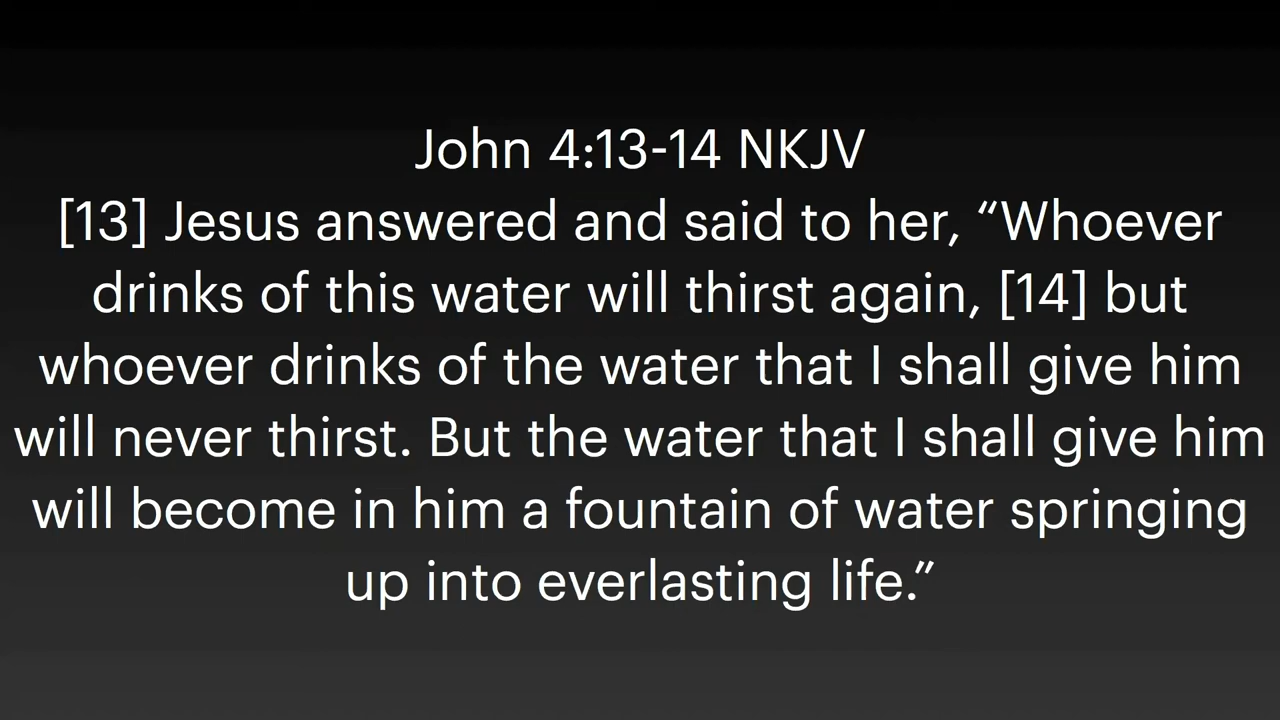 John 4:13-14 NKJV
[13] Jesus answered and said to her, “Whoever
drinks of this water will thirst again, [14] but
whoever drinks of the water that I shall give him
will never thirst. But the water that I shall give him
will become in him a fountain of water springing
up into everlasting life.”